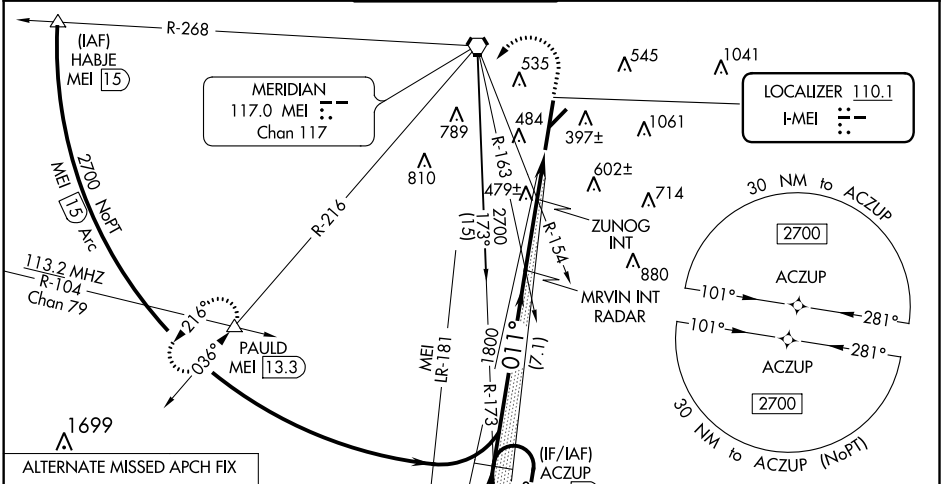 R-268
(IAF)
HABJE
MEI 15
MERIDIAN
117.0 MEI
Chan 117
535
545
1041
LOCALIZER 110.1
I-MEI
789
484
397±
1061
810
R-163
479±
602±
714
2700 NoPT
MEI 15 Arc
R-216
2700
173°
(15)
ZUNOG
INT
R-154
880
MRVIN INT
RADAR
30 NM to ACZUP
2700
ACZUP
101°
281°
101°
281°
ACZUP
2700
30 NM to ACZUP (NoPT)
113.2 MHZ
R-104
Chan 79
216°
036°
PAULD
MEI 13.3
MEI
LR-181
1800
R-173
011°
(7.1)
1699
ALTERNATE MISSED APCH FIX
(IF/IAF)
ACZUP